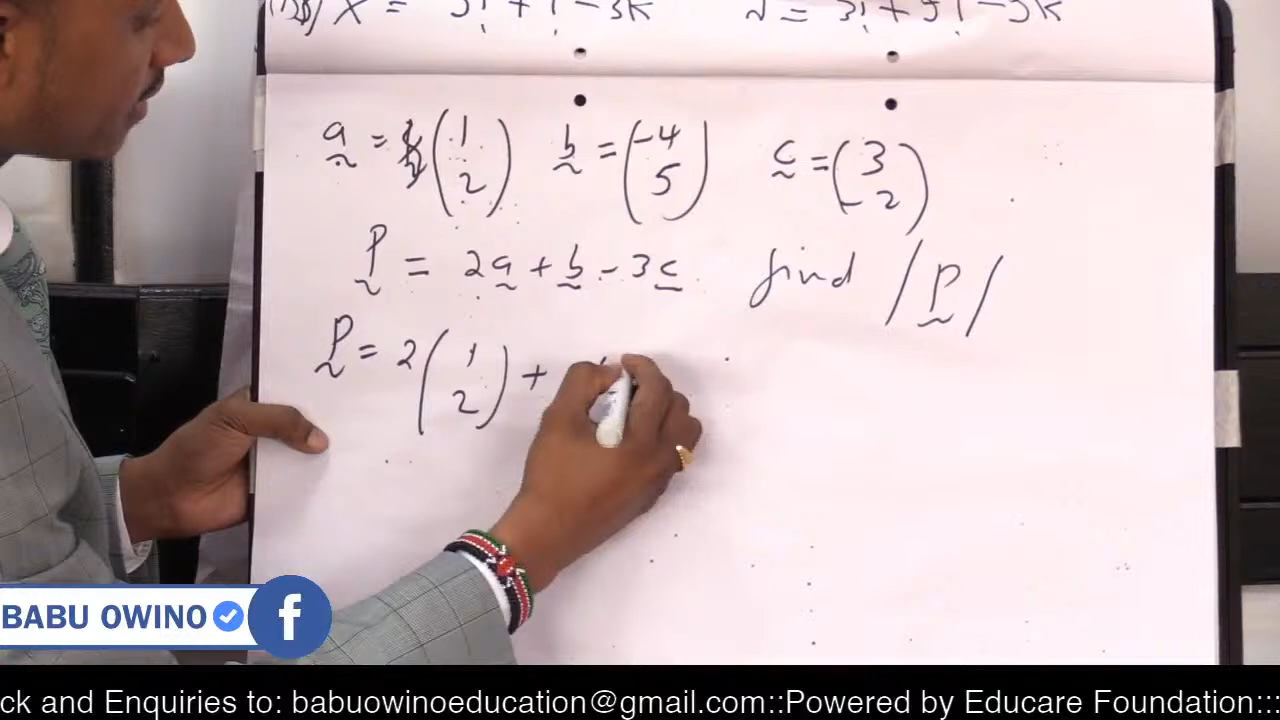 a = (1 2) b = (-4 5) c = (3 -2)
P = 2a + b - 3c find /P/
P = 2(1 2) +
BABU OWINO f
ck and Enquiries to: babuowinoeducation@gmail.com::Powered by Educare Foundation:::